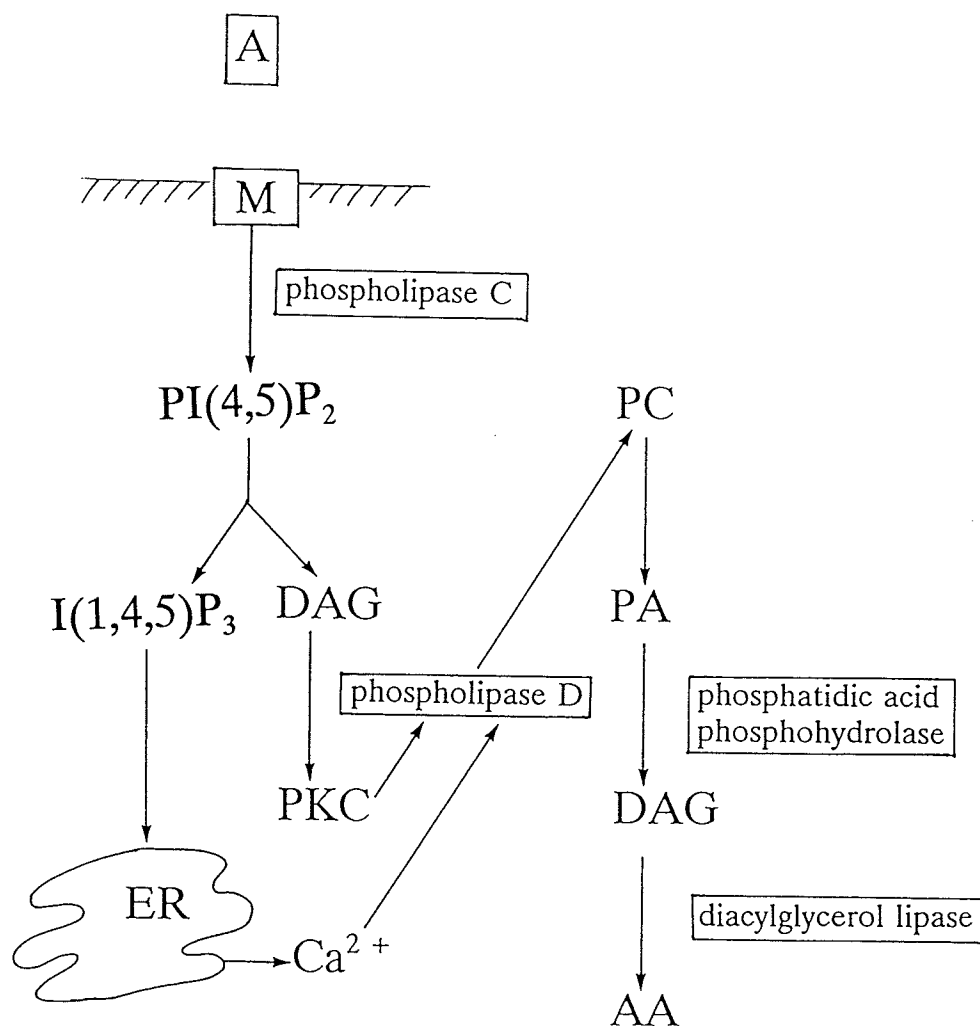 A
M
phospholipase C
PI(4,5)P₂
PC
I(1,4,5)P₃
DAG
PA
phospholipase D
phosphatidic acid
phosphohydrolase
PKC
DAG
ER
diacylglycerol lipase
Ca²⁺
AA